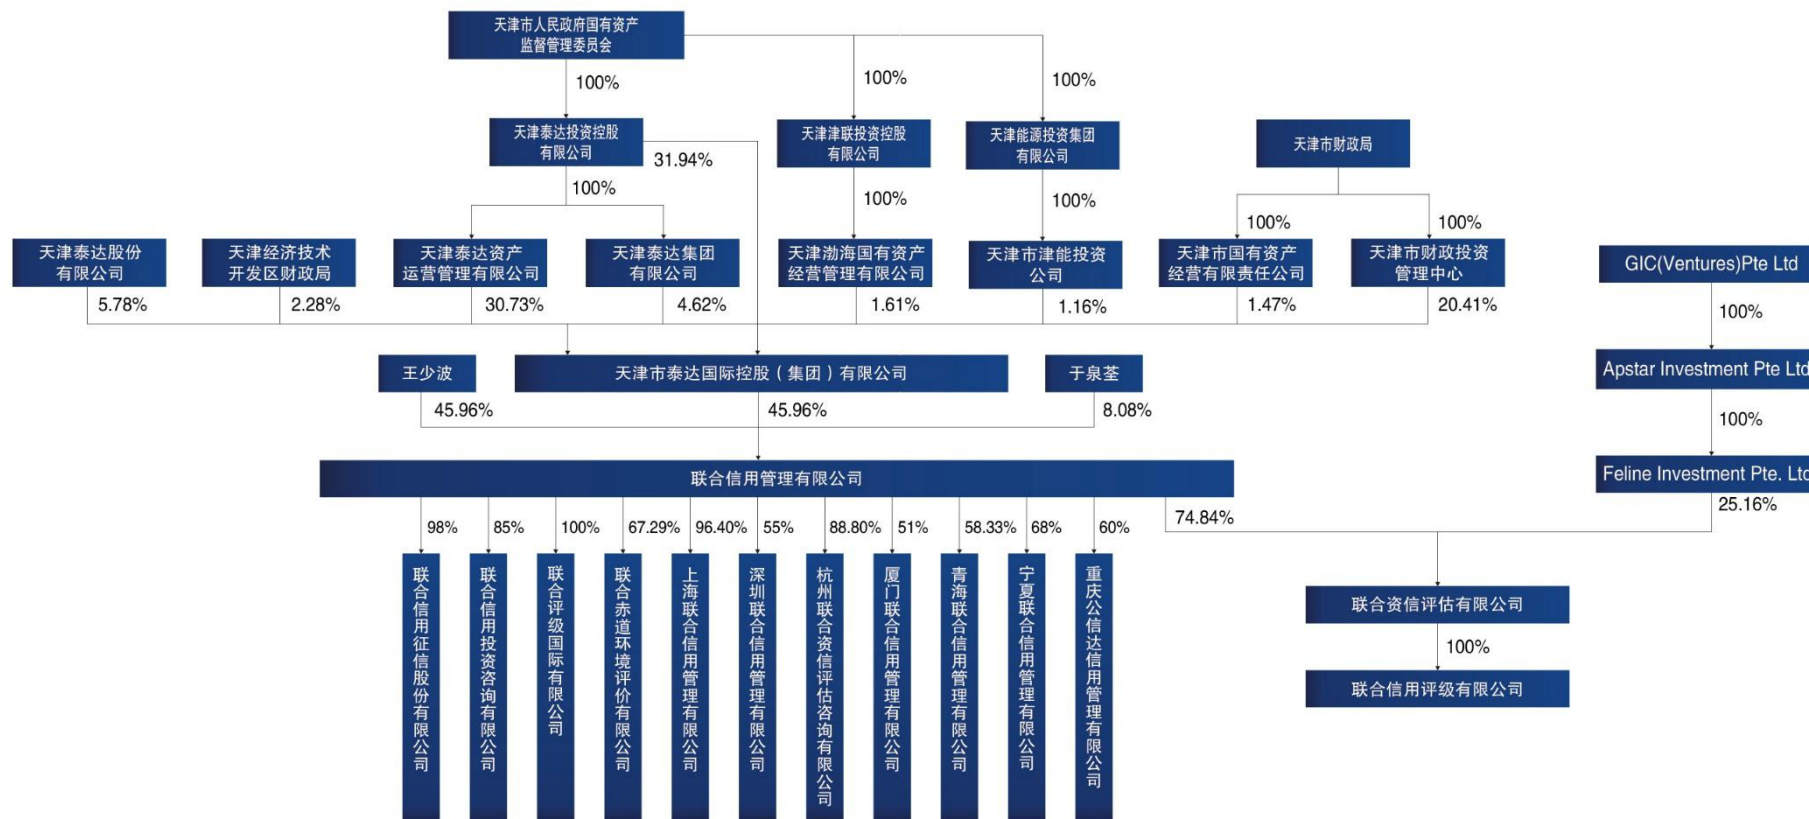 天津市人民政府国有资产
监督管理委员会
100%
100%
100%
天津泰达投资控股
有限公司
天津津联投资控股
有限公司
天津能源投资集团
有限公司
天津市财政局
31.94%
100%
100%
100%
100%
100%
天津泰达股份
有限公司
天津经济技术
开发区财政局
天津泰达资产
运营管理有限公司
天津泰达集团
有限公司
天津渤海国有资产
经营管理有限公司
天津市津能投资
公司
天津市国有资产
经营有限责任公司
天津市财政投资
管理中心
GIC(Ventures)Pte Ltd
5.78%
2.28%
30.73%
4.62%
1.61%
1.16%
1.47%
20.41%
100%
王少波
天津市泰达国际控股（集团）有限公司
于泉荃
Apstar Investment Pte Ltd
45.96%
45.96%
8.08%
100%
联合信用管理有限公司
Feline Investment Pte. Ltd
98%
85%
100%
67.29%
96.40%
55%
88.80%
51%
58.33%
68%
60%
74.84%
25.16%
联合信用征信股份有限公司
联合信用投资咨询有限公司
联合评级国际有限公司
联合赤道环境评价有限公司
上海联合信用管理有限公司
深圳联合信用管理有限公司
杭州联合资信评估咨询有限公司
厦门联合信用管理有限公司
青海联合信用管理有限公司
宁夏联合信用管理有限公司
重庆公信达信用管理有限公司
联合资信评估有限公司
100%
联合信用评级有限公司